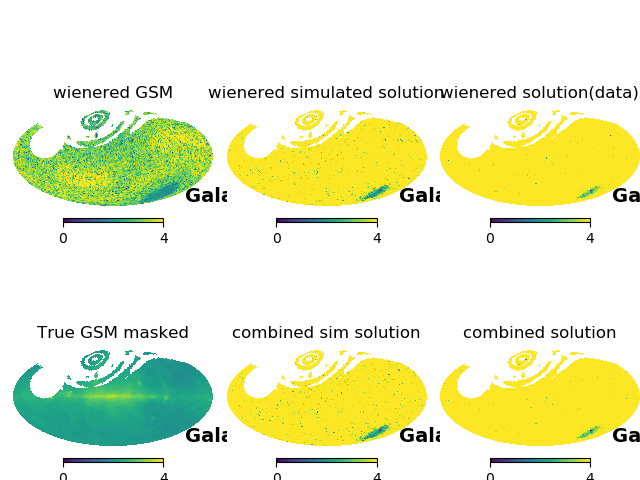 wienered GSM
wienered simulated solution
wienered solution(data)
Gala
Gala
Ga
0 4
0 4
0 4
True GSM masked
combined sim solution
combined solution
Gala
Gala
Ga
0 4
0 4
0 4